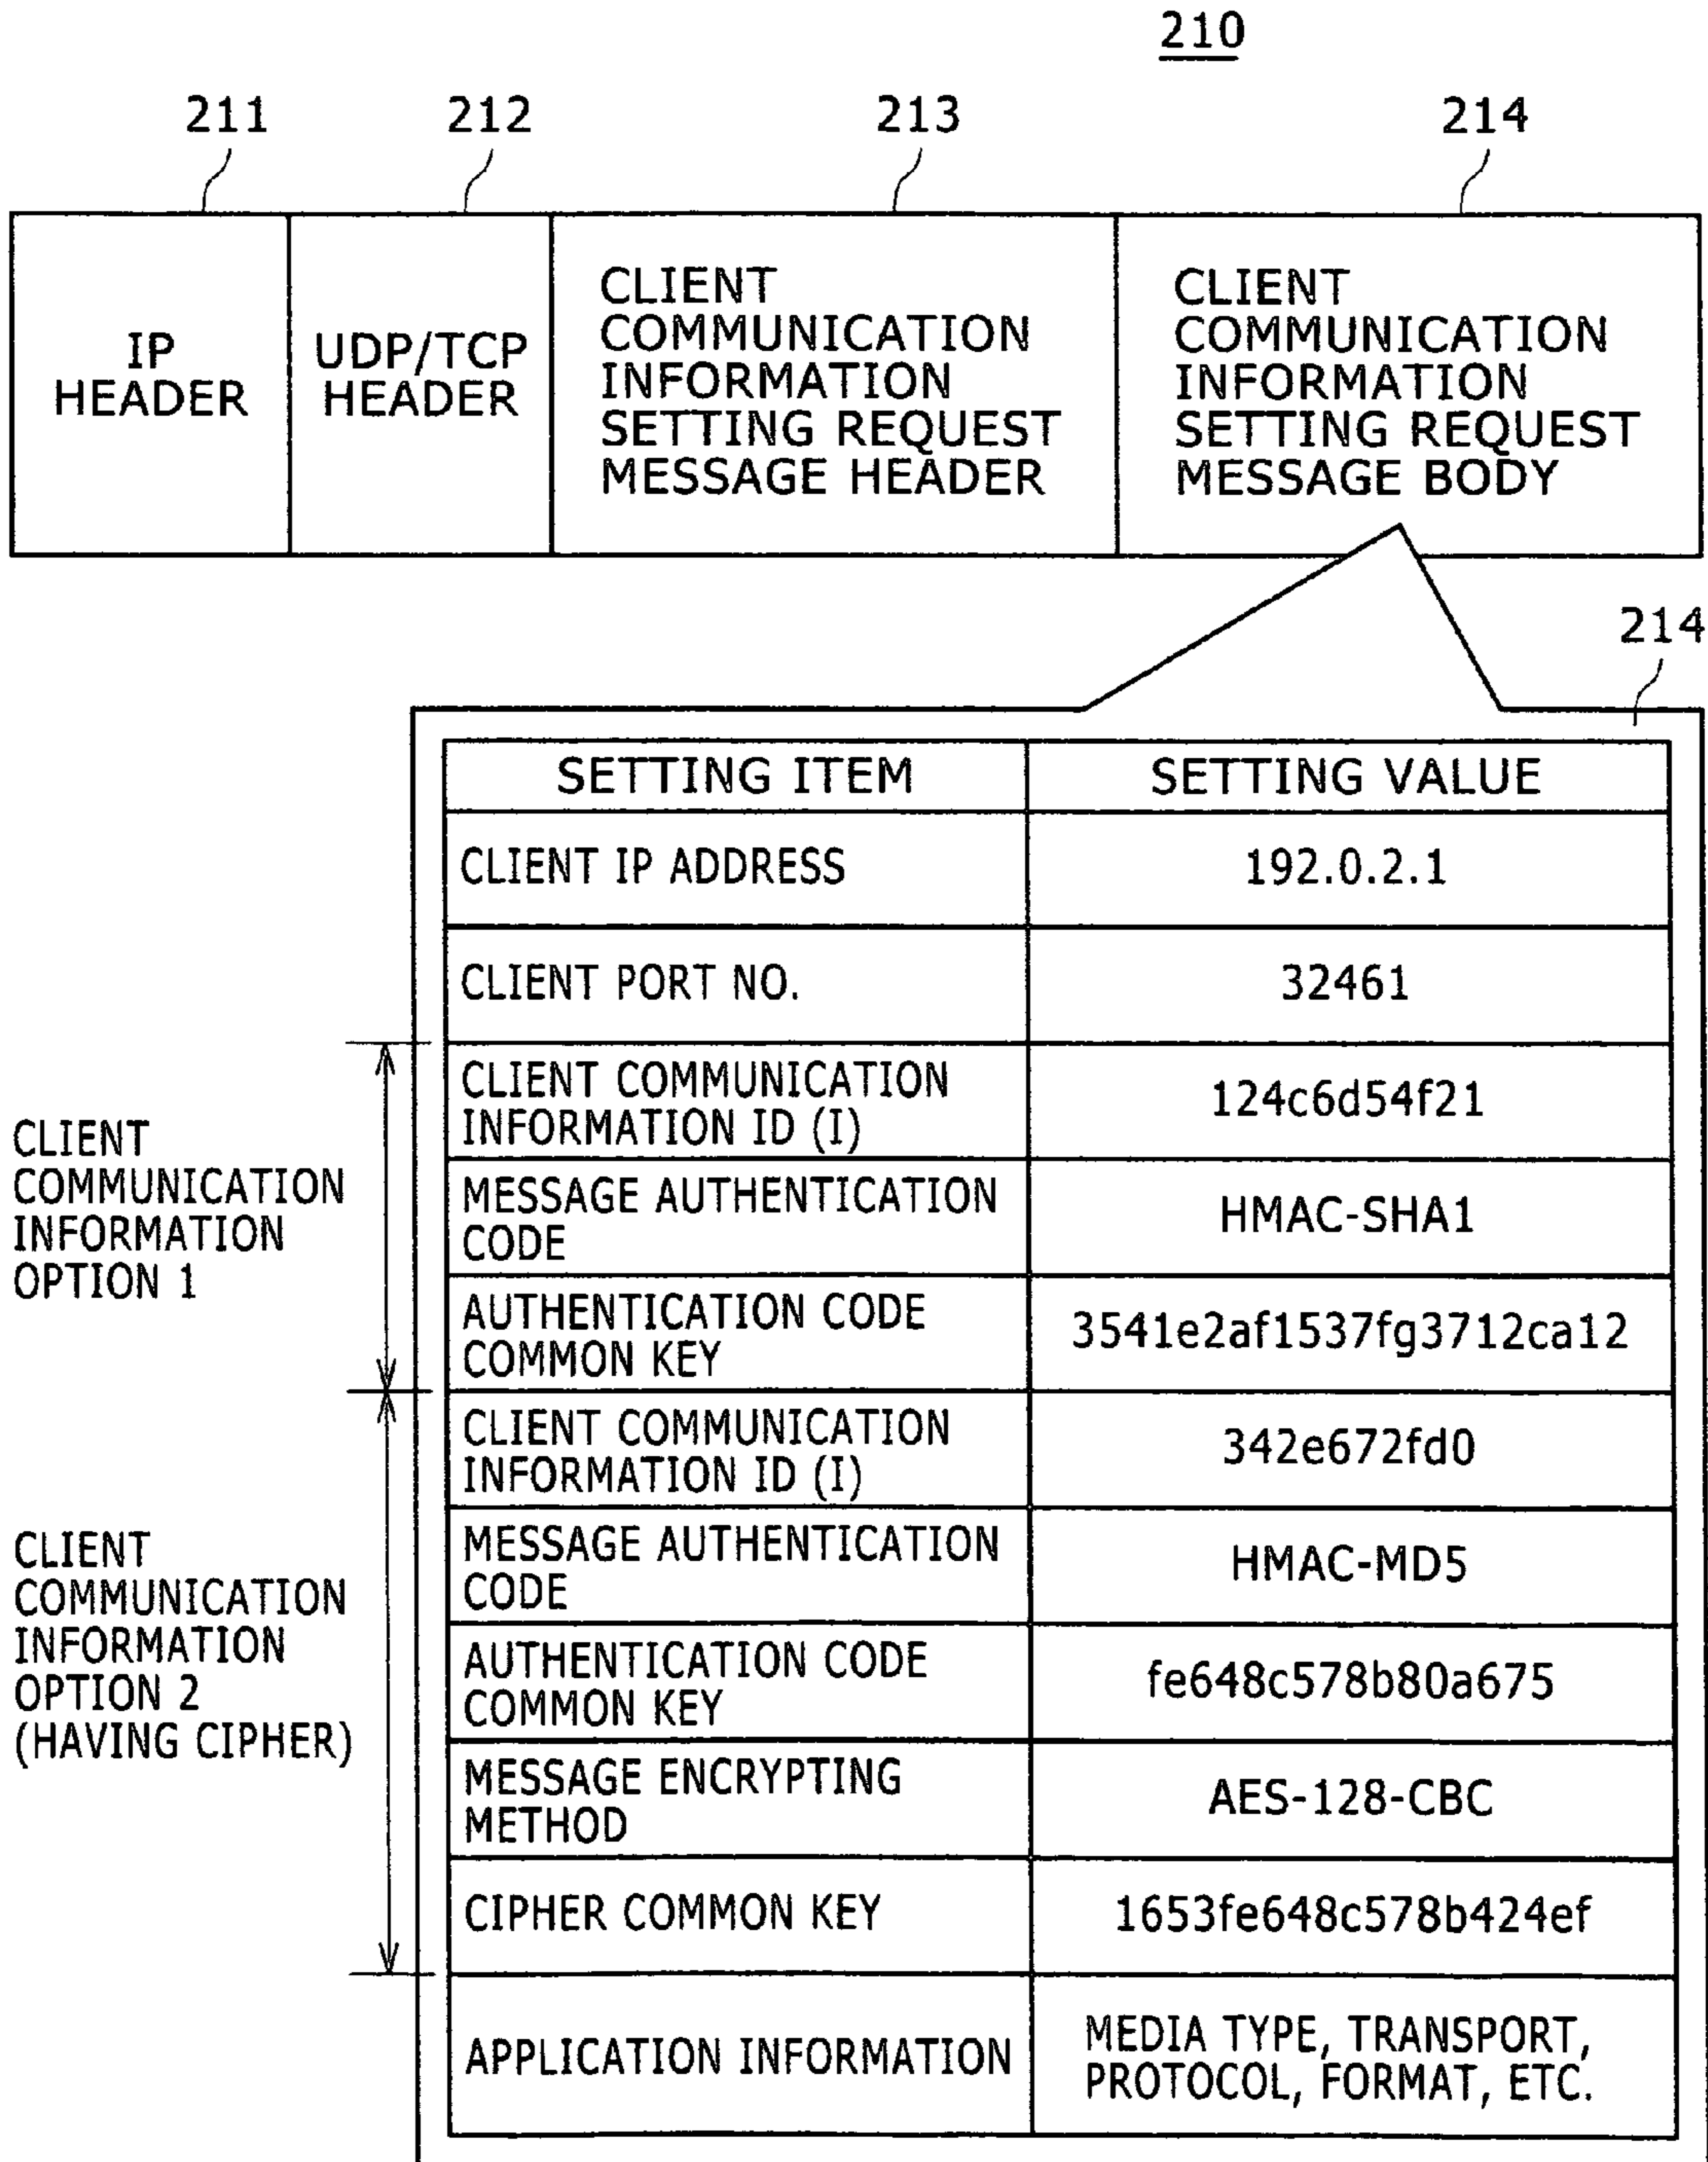 210
211
212
213
214
IP
HEADER
UDP/TCP
HEADER
CLIENT
COMMUNICATION
INFORMATION
SETTING REQUEST
MESSAGE HEADER
CLIENT
COMMUNICATION
INFORMATION
SETTING REQUEST
MESSAGE BODY
214
SETTING ITEM
SETTING VALUE
CLIENT IP ADDRESS
192.0.2.1
CLIENT PORT NO.
32461
CLIENT
COMMUNICATION
INFORMATION
OPTION 1
CLIENT COMMUNICATION
INFORMATION ID (I)
124c6d54f21
MESSAGE AUTHENTICATION
CODE
HMAC-SHA1
AUTHENTICATION CODE
COMMON KEY
3541e2af1537fg3712ca12
CLIENT
COMMUNICATION
INFORMATION
OPTION 2
(HAVING CIPHER)
CLIENT COMMUNICATION
INFORMATION ID (I)
342e672fd0
MESSAGE AUTHENTICATION
CODE
HMAC-MD5
AUTHENTICATION CODE
COMMON KEY
fe648c578b80a675
MESSAGE ENCRYPTING
METHOD
AES-128-CBC
CIPHER COMMON KEY
1653fe648c578b424ef
APPLICATION INFORMATION
MEDIA TYPE, TRANSPORT,
PROTOCOL, FORMAT, ETC.